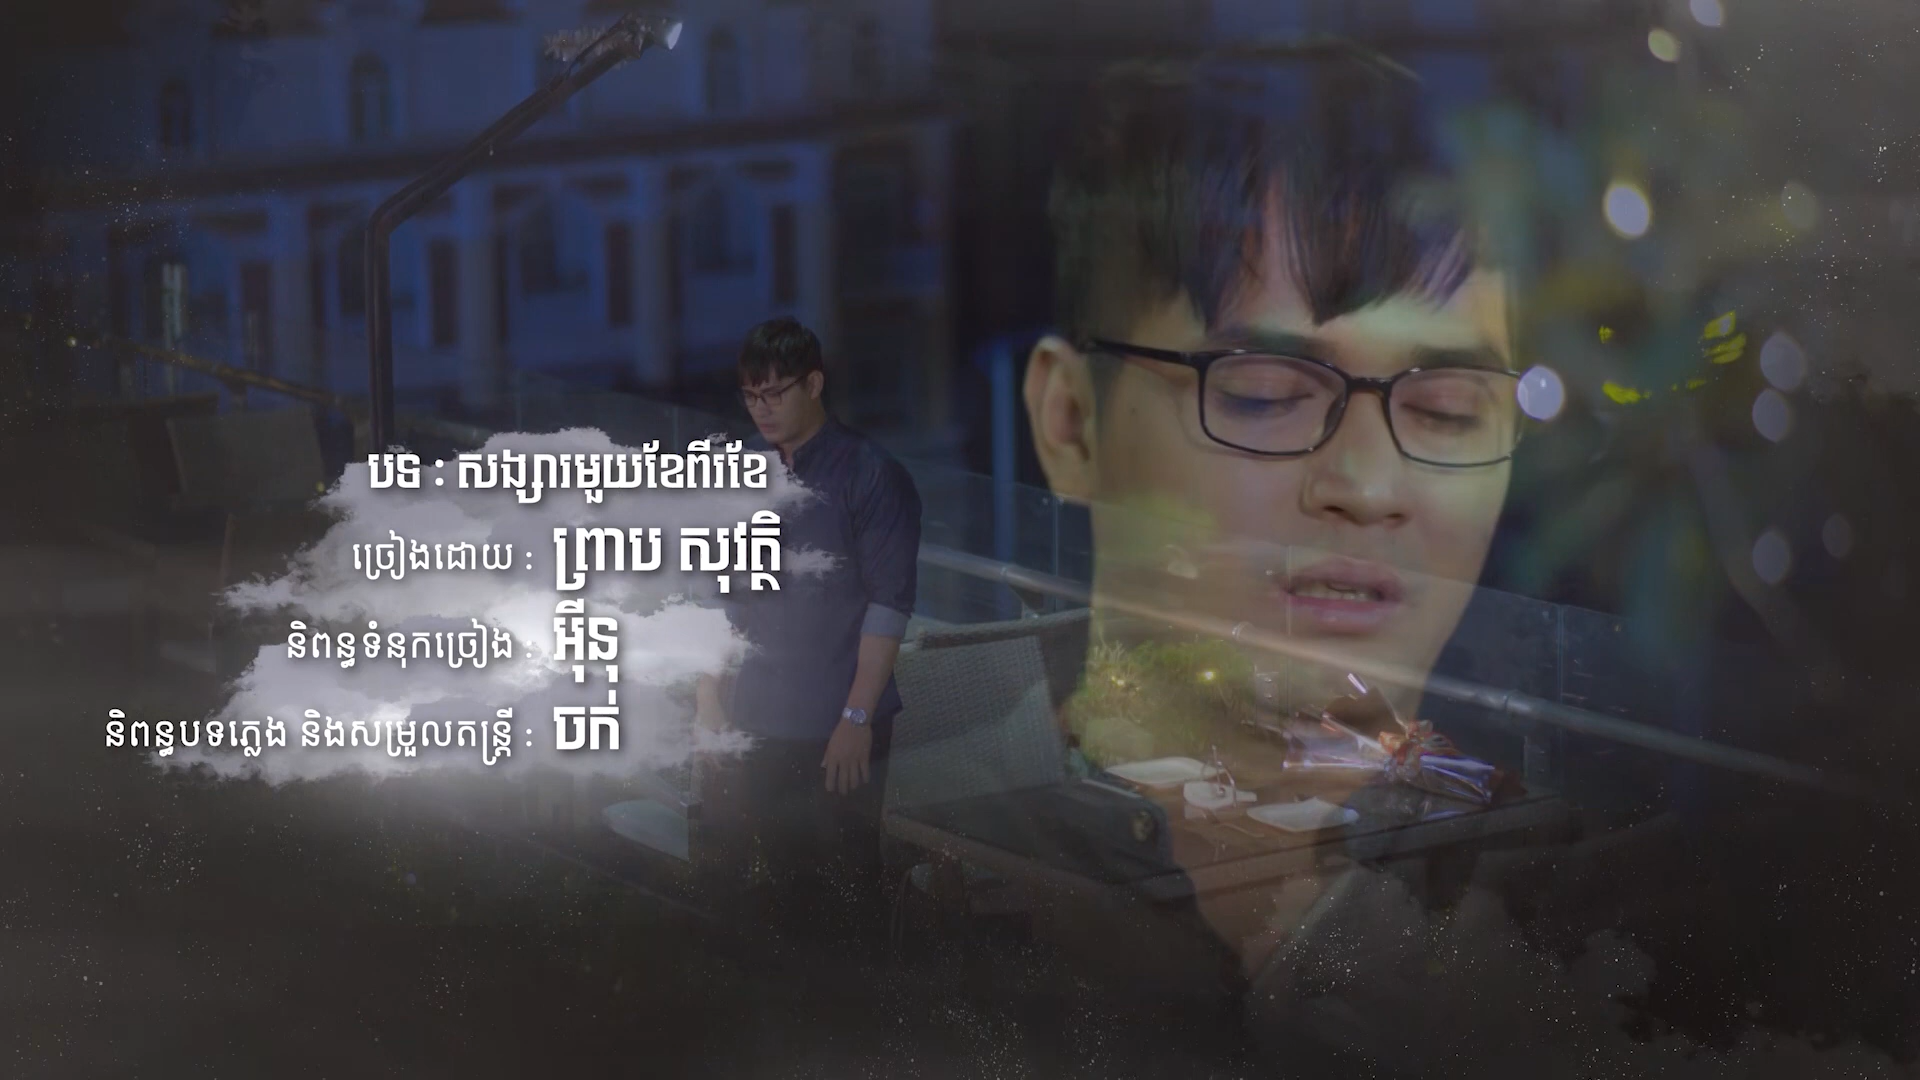 បទ : សង្សារមួយខែពីរខែ
ច្រៀងដោយ : ព្រាប សុវត្ថិ
និពន្ធទំនុកច្រៀង : អ៊ីនុ
និពន្ធបទភ្លេង និងសម្រួលតន្ត្រី : ចក់